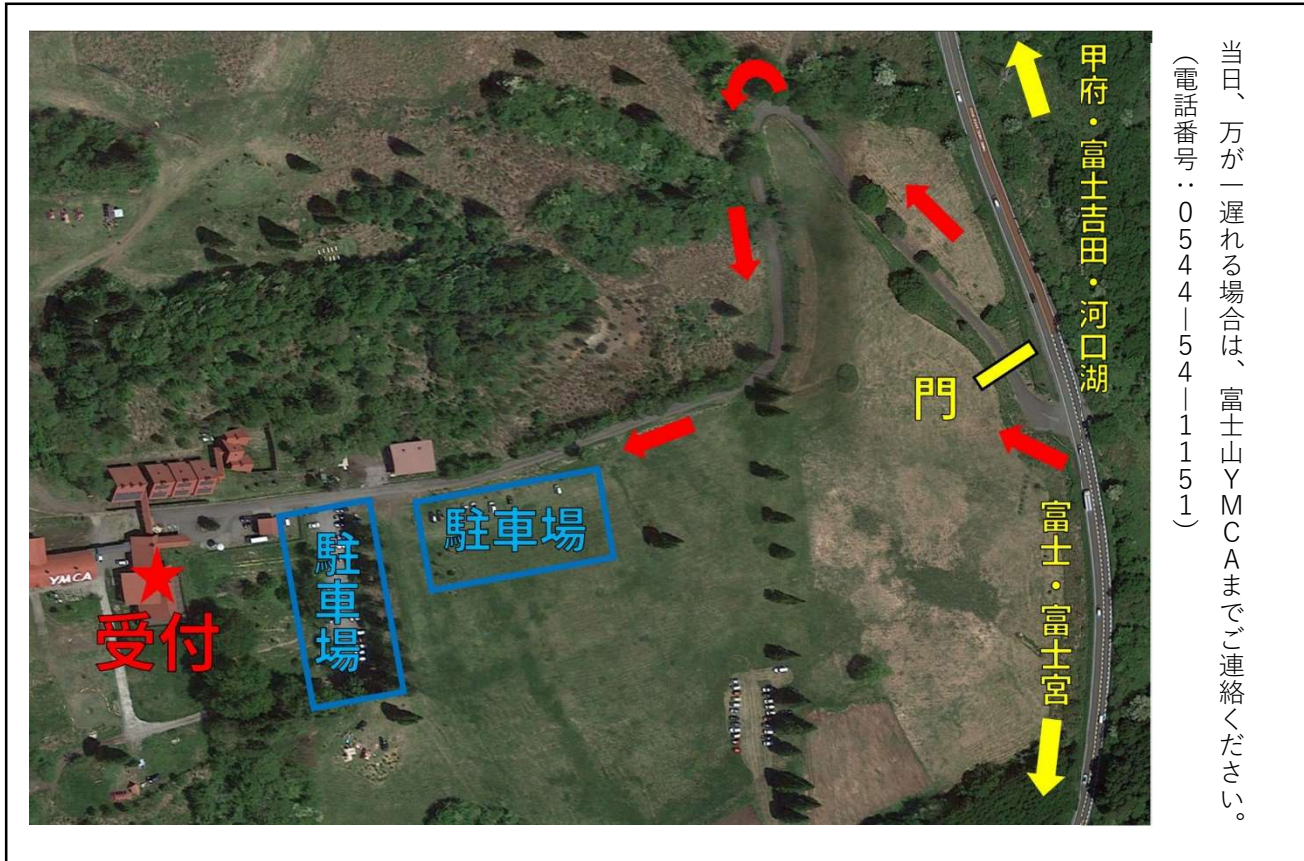 当日、万が一遅れる場合は、富士山YMCAまでご連絡ください。
（電話番号：0544―54―1151）
甲府・富士吉田・河口湖
門
富士・富士宮
駐車場
駐車場
YMCA
受付